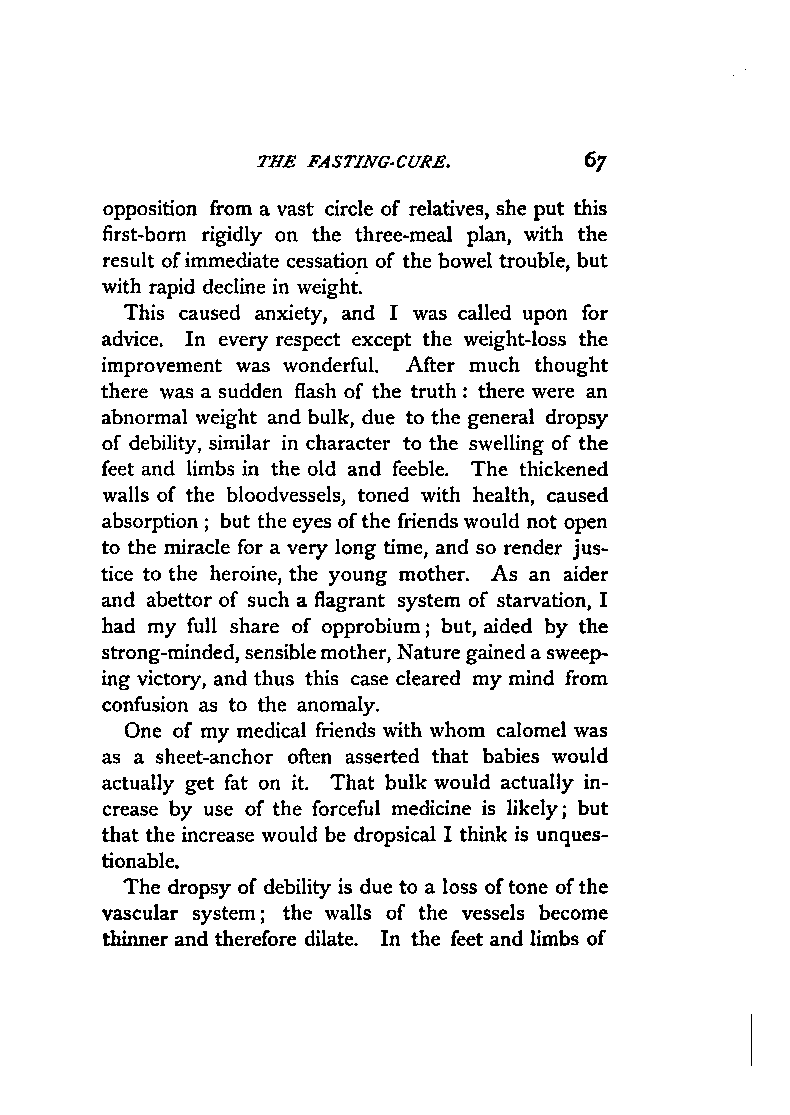 THE FASTING-CURE. 67
opposition from a vast circle of relatives, she put this
first-born rigidly on the three-meal plan, with the
result of immediate cessation of the bowel trouble, but
with rapid decline in weight.
This caused anxiety, and I was called upon for
advice. In every respect except the weight-loss the
improvement was wonderful. After much thought
there was a sudden flash of the truth: there were an
abnormal weight and bulk, due to the general dropsy
of debility, similar in character to the swelling of the
feet and limbs in the old and feeble. The thickened
walls of the bloodvessels, toned with health, caused
absorption; but the eyes of the friends would not open
to the miracle for a very long time, and so render jus-
tice to the heroine, the young mother. As an aider
and abettor of such a flagrant system of starvation, I
had my full share of opprobium; but, aided by the
strong-minded, sensible mother, Nature gained a sweep-
ing victory, and thus this case cleared my mind from
confusion as to the anomaly.
One of my medical friends with whom calomel was
as a sheet-anchor often asserted that babies would
actually get fat on it. That bulk would actually in-
crease by use of the forceful medicine is likely; but
that the increase would be dropsical I think is unques-
tionable.
The dropsy of debility is due to a loss of tone of the
vascular system; the walls of the vessels become
thinner and therefore dilate. In the feet and limbs of